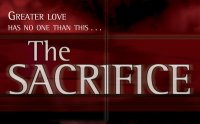 GREATER LOVE
HAS NO ONE THAN THIS . . .
The
SACRIFICE